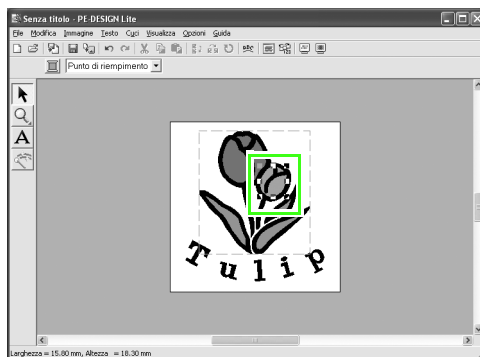 Senza titolo - PE-DESIGN Lite
File Modifica Immagine Testo Cuci Visualizza Opzioni Guida
abc
Punto di riempimento
A
Tulip
Larghezza = 15.80 mm, Altezza = 18.30 mm